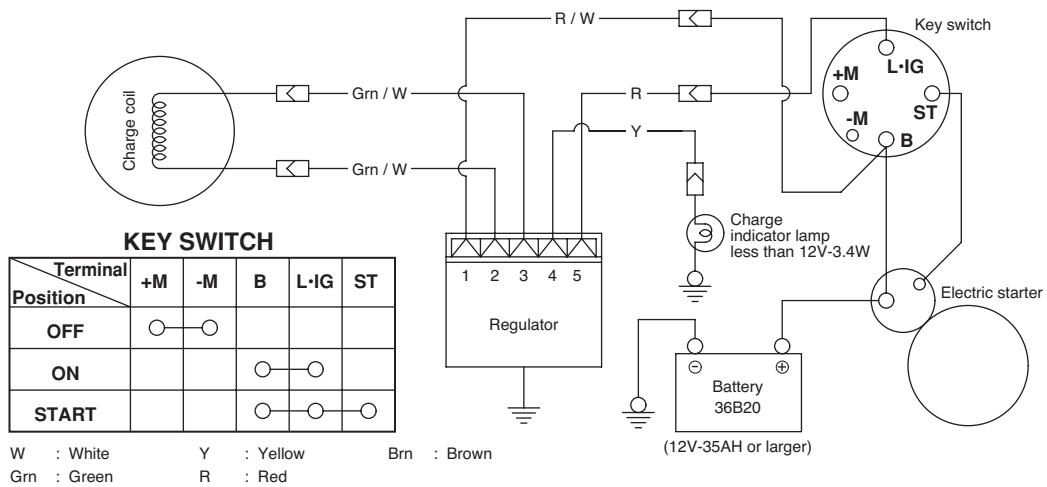 R / W
Key switch
L•IG
+M
ST
-M
B
Charge coil
Grn / W
R
Y
Grn / W
Charge
indicator lamp
less than 12V-3.4W
1 2 3 4 5
Regulator
Electric starter
Battery
36B20
(12V-35AH or larger)
KEY SWITCH
Terminal
Position
+M -M B L•IG ST
OFF
ON
START
W : White Y : Yellow Brn : Brown
Grn : Green R : Red